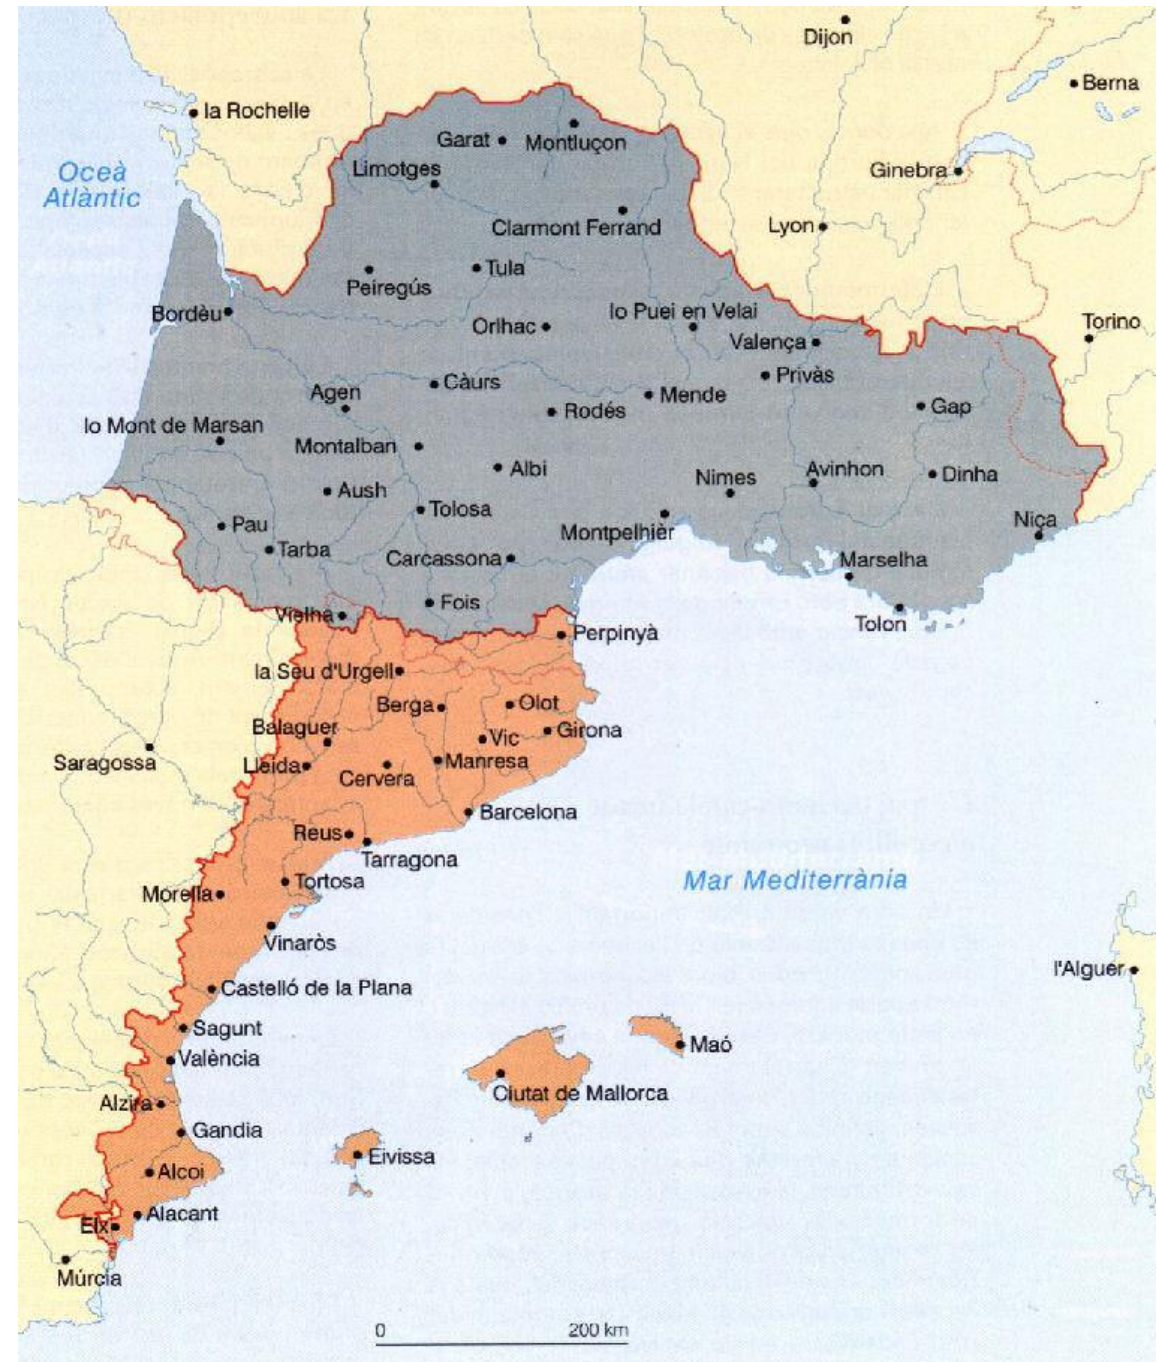 Dijon
Berna
la Rochelle
Garat
Montluçon
Oceà
Atlàntic
Limotges
Ginebra
Clarmont Ferrand
Lyon
Tula
Peiregús
Bordèu
Orlhac
lo Puei en Velai
Torino
Valença
Privàs
Càurs
Agen
Mende
Rodés
Gap
lo Mont de Marsan
Montalban
Albi
Nimes
Avinhon
Dinha
Aush
Tolosa
Pau
Montpelhièr
Niça
Tarba
Carcassona
Marselha
Fois
Vielha
Tolon
Perpinyà
la Seu d'Urgell
Berga
Olot
Balaguer
Vic
Girona
Saragossa
Lleida
Cervera
Manresa
Barcelona
Reus
Tarragona
Mar Mediterrània
Tortosa
Morella
Vinaròs
l'Alguer
Castelló de la Plana
Sagunt
Maó
València
Ciutat de Mallorca
Alzira
Gandia
Eivissa
Alcoi
Alacant
Elx
Múrcia
0 200 km